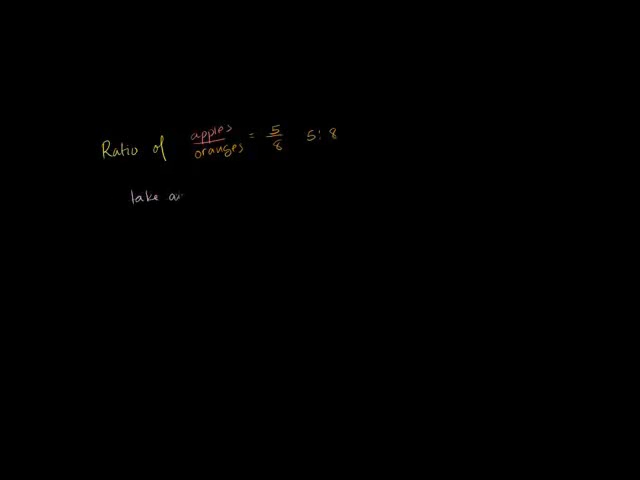 Ratio of apples/oranges = 5/8 5:8
take a